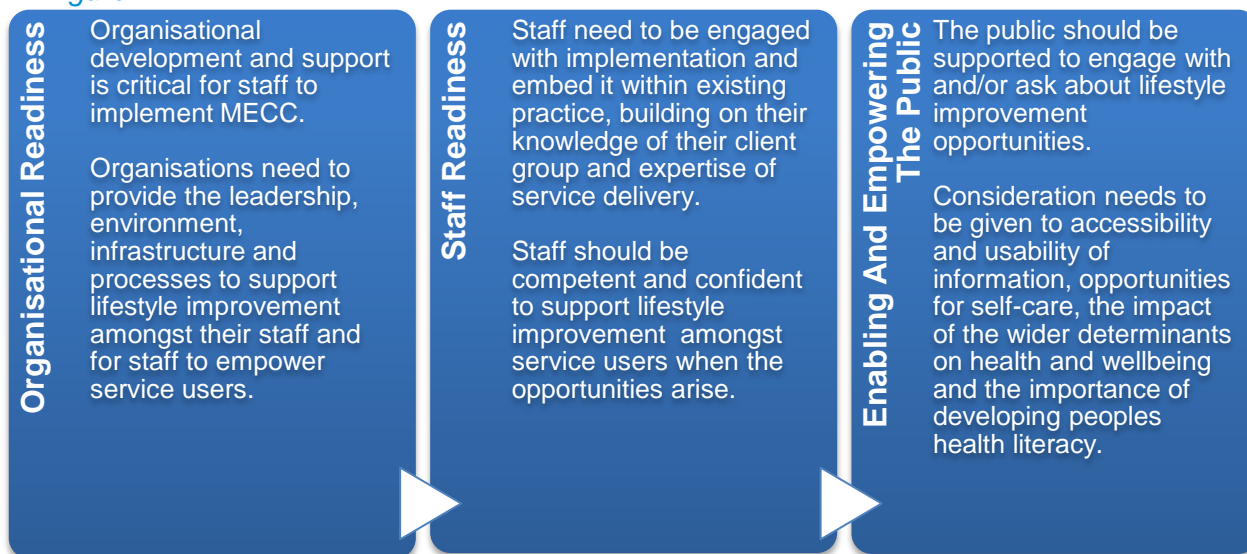 Organisational Readiness
Organisational
development and support
is critical for staff to
implement MECC.
Organisations need to
provide the leadership,
environment,
infrastructure and
processes to support
lifestyle improvement
amongst their staff and
for staff to empower
service users.
Staff Readiness
Staff need to be engaged
with implementation and
embed it within existing
practice, building on their
knowledge of their client
group and expertise of
service delivery.
Staff should be
competent and confident
to support lifestyle
improvement amongst
service users when the
opportunities arise.
Enabling And Empowering
The Public
The public should be
supported to engage with
and/or ask about lifestyle
improvement
opportunities.
Consideration needs to
be given to accessibility
and usability of
information, opportunities
for self-care, the impact
of the wider determinants
on health and wellbeing
and the importance of
developing peoples
health literacy.